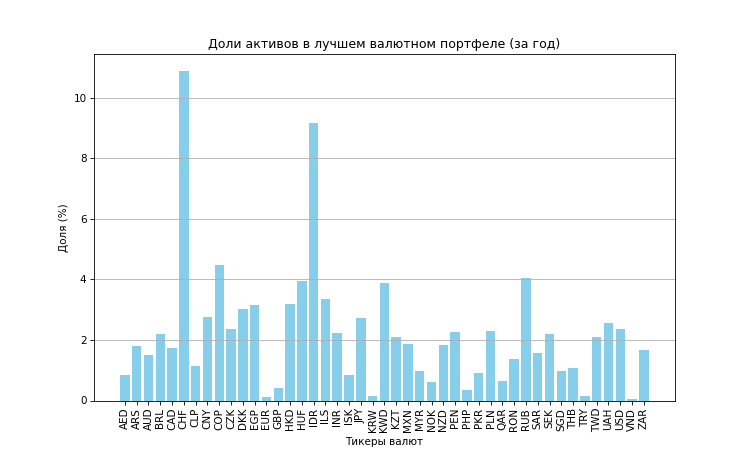 Доли активов в лучшем валютном портфеле (за год)
Доля (%)
10
8
6
4
2
0
AED
ARS
AUD
BRL
CAD
CHF
CLP
CNY
COP
CZK
DKK
EGP
EUR
GBP
HKD
HUF
IDR
ILS
INR
ISK
JPY
KRW
KWD
KZT
MXN
MYR
NOK
NZD
PEN
PHP
PKR
PLN
QAR
RON
RUB
SAR
SEK
SGD
THB
TRY
TWD
UAH
USD
VND
ZAR
Тикеры валют